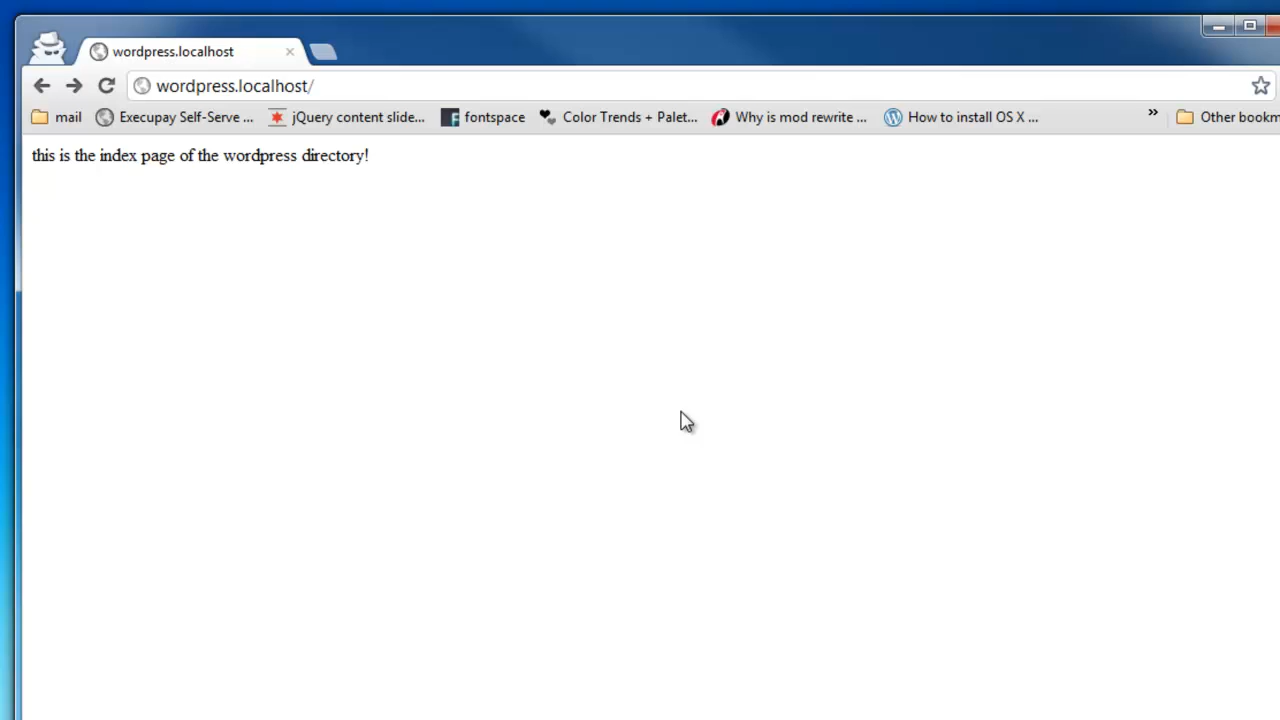 wordpress.localhost
wordpress.localhost/
mail Execupay Self-Serve ... jQuery content slide... fontspace Color Trends + Palet... Why is mod rewrite ... How to install OS X ... » Other bookm
this is the index page of the wordpress directory!